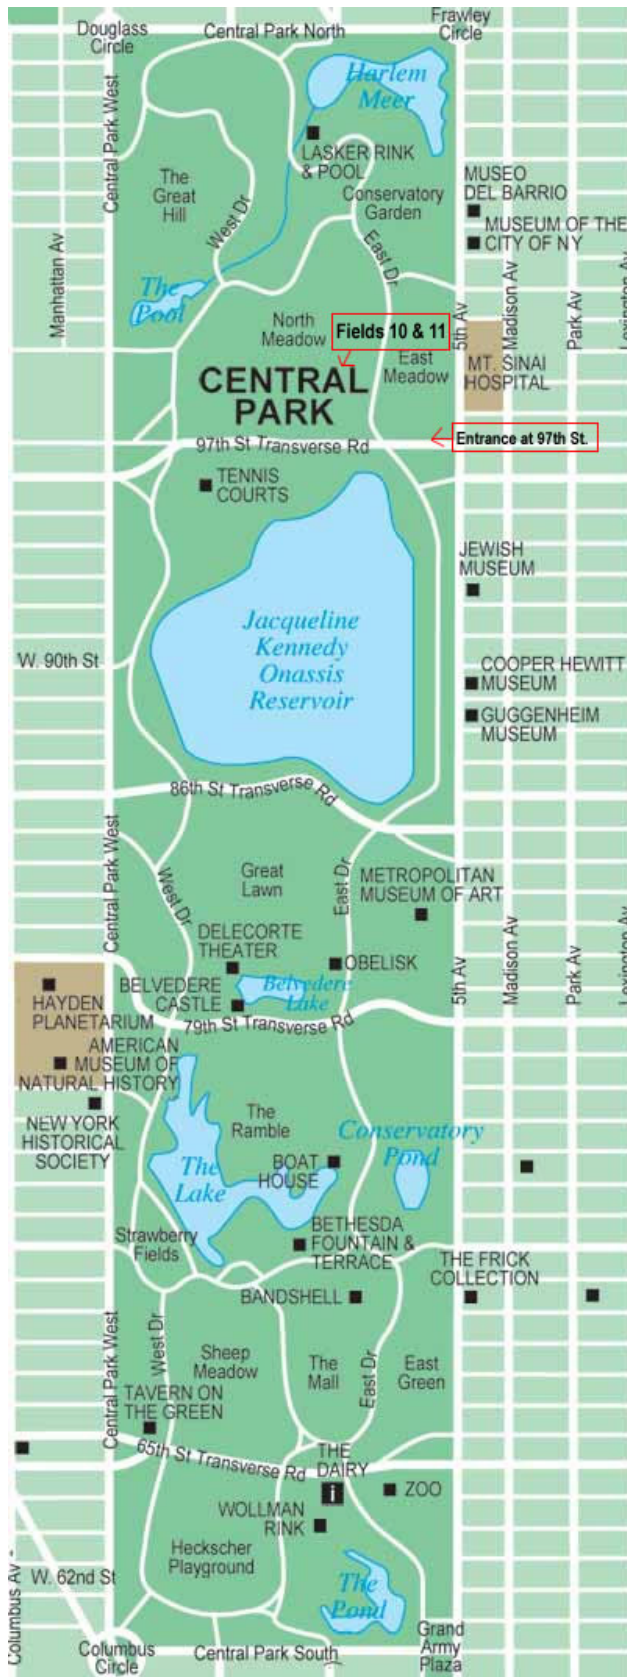 Douglass
Circle
Central Park North
Frawley
Circle
Central Park West
Harlem
Meer
LASKER RINK
& POOL
The
Great
Hill
Conservatory
Garden
MUSEO
DEL BARRIO
MUSEUM OF THE
CITY OF NY
West Dr
East Dr
Manhattan Av
The
Pool
5th Av
Madison Av
Park Av
Lexington Av
North
Meadow
Fields 10 & 11
East
Meadow
MT. SINAI
HOSPITAL
CENTRAL
PARK
97th St Transverse Rd
Entrance at 97th St.
TENNIS
COURTS
JEWISH
MUSEUM
Jacqueline
Kennedy
Onassis
Reservoir
W. 90th St
COOPER HEWITT
MUSEUM
GUGGENHEIM
MUSEUM
86th St Transverse Rd
Central Park West
West Dr
Great
Lawn
East Dr
METROPOLITAN
MUSEUM OF ART
DELECORTE
THEATER
OBELISK
5th Av
Madison Av
Park Av
Lexington Av
BELVEDERE
CASTLE
Belvedere
Lake
HAYDEN
PLANETARIUM
79th St Transverse Rd
AMERICAN
MUSEUM OF
NATURAL HISTORY
NEW YORK
HISTORICAL
SOCIETY
The
Ramble
Conservatory
Pond
The
Lake
BOAT
HOUSE
Strawberry
Fields
BETHESDA
FOUNTAIN &
TERRACE
THE FRICK
COLLECTION
BANDSHELL
Central Park West
West Dr
Sheep
Meadow
The
Mall
East Dr
East
Green
TAVERN ON
THE GREEN
65th St Transverse Rd
THE
DAIRY
i
ZOO
WOLLMAN
RINK
Heckscher
Playground
Columbus Av
W. 62nd St
The
Pond
Columbus
Circle
Central Park South
Grand
Army
Plaza